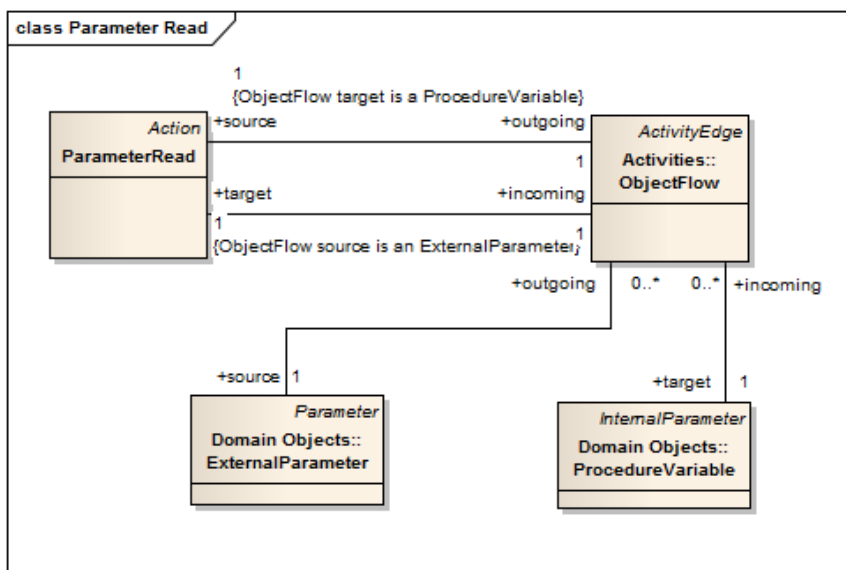 class Parameter Read
1
{ObjectFlow target is a ProcedureVariable}
+source
+outgoing
1
Action
ParameterRead
ActivityEdge
Activities::
ObjectFlow
+target
+incoming
1
1
{ObjectFlow source is an ExternalParameter}
+outgoing
0..*
0..*
+incoming
+source
1
+target
1
Parameter
Domain Objects::
ExternalParameter
InternalParameter
Domain Objects::
ProcedureVariable